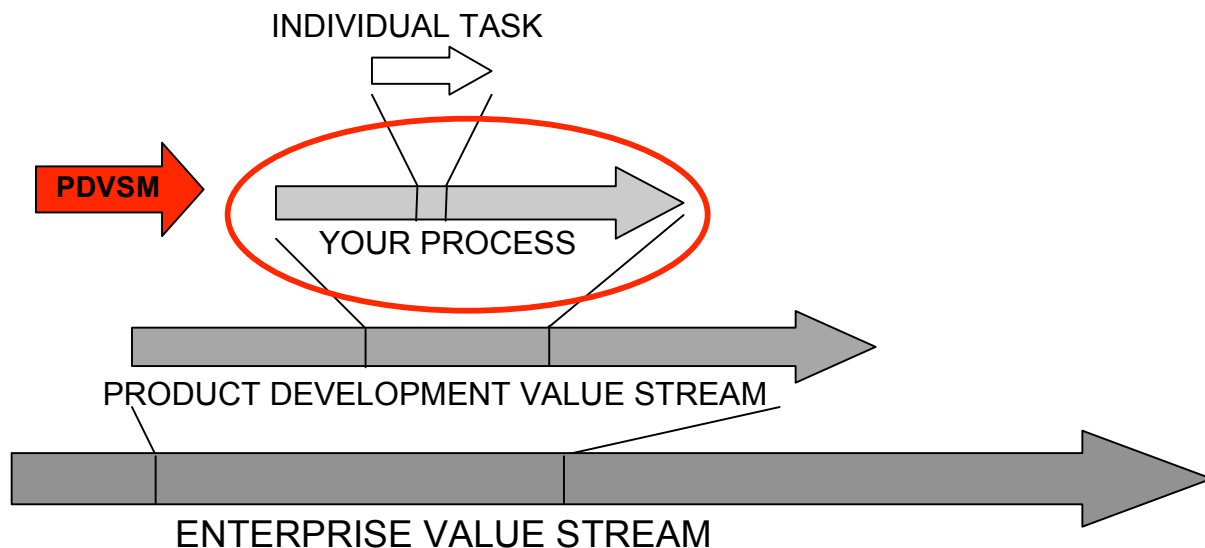 INDIVIDUAL TASK
PDVSM
YOUR PROCESS
PRODUCT DEVELOPMENT VALUE STREAM
ENTERPRISE VALUE STREAM